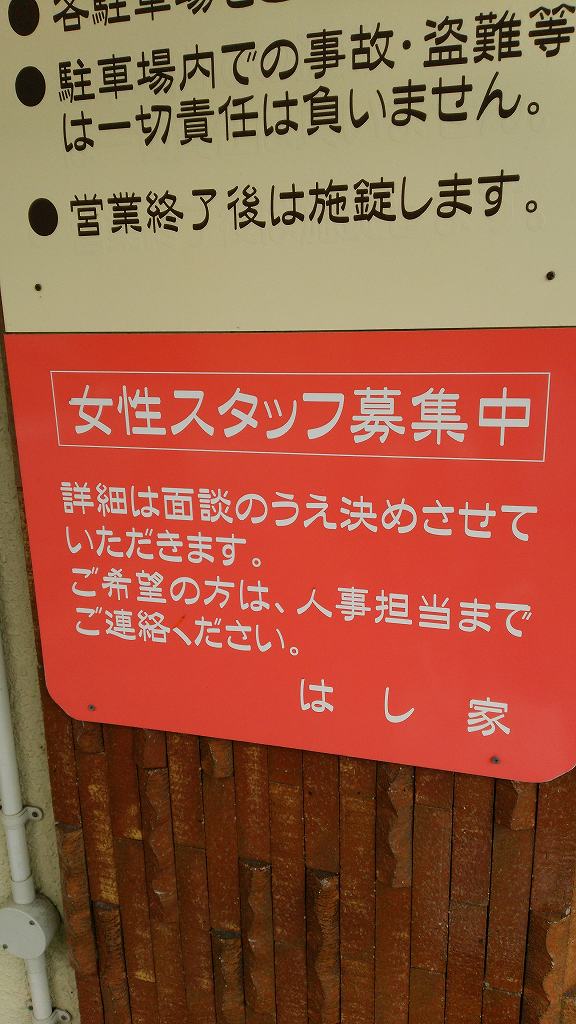 ●各駐車場
●駐車場内での事故・盗難等
は一切責任は負いません。
●営業終了後は施錠します。
女性スタッフ募集中
詳細は面談のうえ決めさせて
いただきます。
ご希望の方は、人事担当まで
ご連絡ください。
はし家